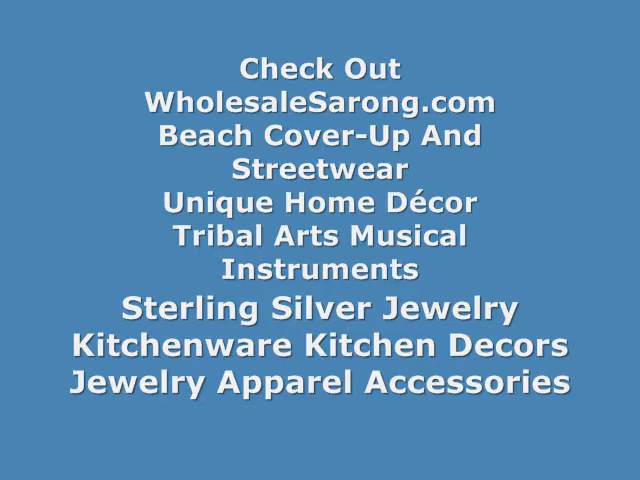 Check Out
WholesaleSarong.com
Beach Cover-Up And
Streetwear
Unique Home Décor
Tribal Arts Musical
Instruments
Sterling Silver Jewelry
Kitchenware Kitchen Decors
Jewelry Apparel Accessories